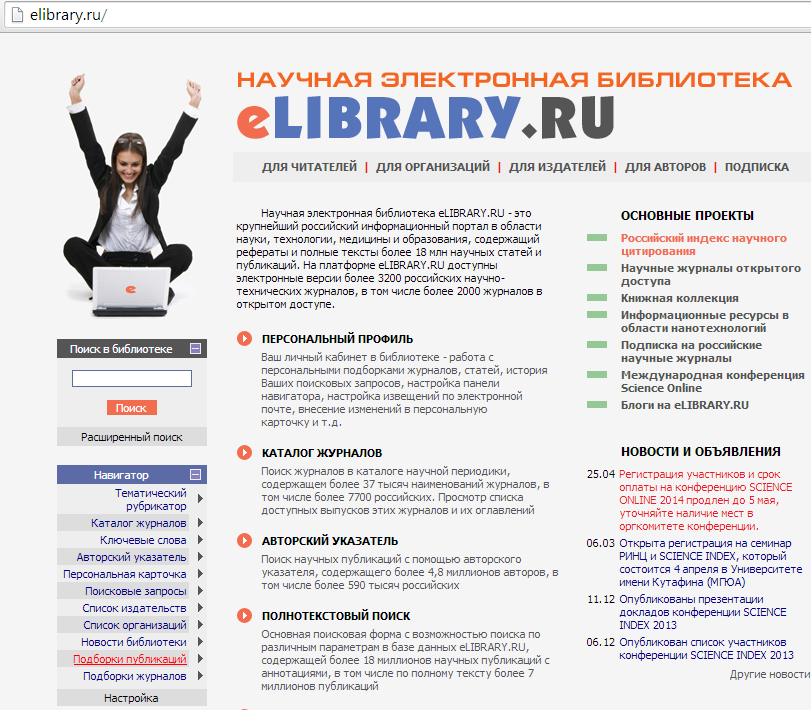 elibrary.ru/
НАУЧНАЯ ЭЛЕКТРОННАЯ БИБЛИОТЕКА
eLIBRARY.RU
ДЛЯ ЧИТАТЕЛЕЙ | ДЛЯ ОРГАНИЗАЦИЙ | ДЛЯ ИЗДАТЕЛЕЙ | ДЛЯ АВТОРОВ | ПОДПИСКА
e
Поиск в библиотеке
Поиск
Расширенный поиск
Навигатор
Тематический
рубрикатор
Каталог журналов
Ключевые слова
Авторский указатель
Персональная карточка
Поисковые запросы
Список издательств
Список организаций
Новости библиотеки
Подборки публикаций
Подборки журналов
Настройка
Научная электронная библиотека eLIBRARY.RU - это
крупнейший российский информационный портал в области
науки, технологии, медицины и образования, содержащий
рефераты и полные тексты более 18 млн научных статей и
публикаций. На платформе eLIBRARY.RU доступны
электронные версии более 3200 российских научно-
технических журналов, в том числе более 2000 журналов в
открытом доступе.
ПЕРСОНАЛЬНЫЙ ПРОФИЛЬ
Ваш личный кабинет в библиотеке - работа с
персональными подборками журналов, статей, история
Ваших поисковых запросов, настройка панели
навигатора, настройка извещений по электронной
почте, внесение изменений в персональную
карточку и т.д.
КАТАЛОГ ЖУРНАЛОВ
Поиск журналов в каталоге научной периодики,
содержащем более 37 тысяч наименований журналов, в
том числе более 7700 российских. Просмотр списка
доступных выпусков этих журналов и их оглавлений
АВТОРСКИЙ УКАЗАТЕЛЬ
Поиск научных публикаций с помощью авторского
указателя, содержащего более 4,8 миллионов авторов, в
том числе более 590 тысяч российских
ПОЛНОТЕКСТОВЫЙ ПОИСК
Основная поисковая форма с возможностью поиска по
различным параметрам в базе данных eLIBRARY.RU,
содержащей более 18 миллионов научных публикаций с
аннотациями, в том числе по полному тексту более 7
миллионов публикаций
ОСНОВНЫЕ ПРОЕКТЫ
Российский индекс научного
цитирования
Научные журналы открытого
доступа
Книжная коллекция
Информационные ресурсы в
области нанотехнологий
Подписка на российские
научные журналы
Международная конференция
Science Online
Блоги на eLIBRARY.RU
НОВОСТИ И ОБЪЯВЛЕНИЯ
25.04 Регистрация участников и срок
оплаты на конференцию SCIENCE
ONLINE 2014 продлен до 5 мая,
уточняйте наличие мест в
оргкомитете конференции.
06.03 Открыта регистрация на семинар
РИНЦ и SCIENCE INDEX, который
состоится 4 апреля в Университете
имени Кутафина (МГЮА)
11.12 Опубликованы презентации
докладов конференции SCIENCE
INDEX 2013
06.12 Опубликован список участников
конференции SCIENCE INDEX 2013
Другие новости